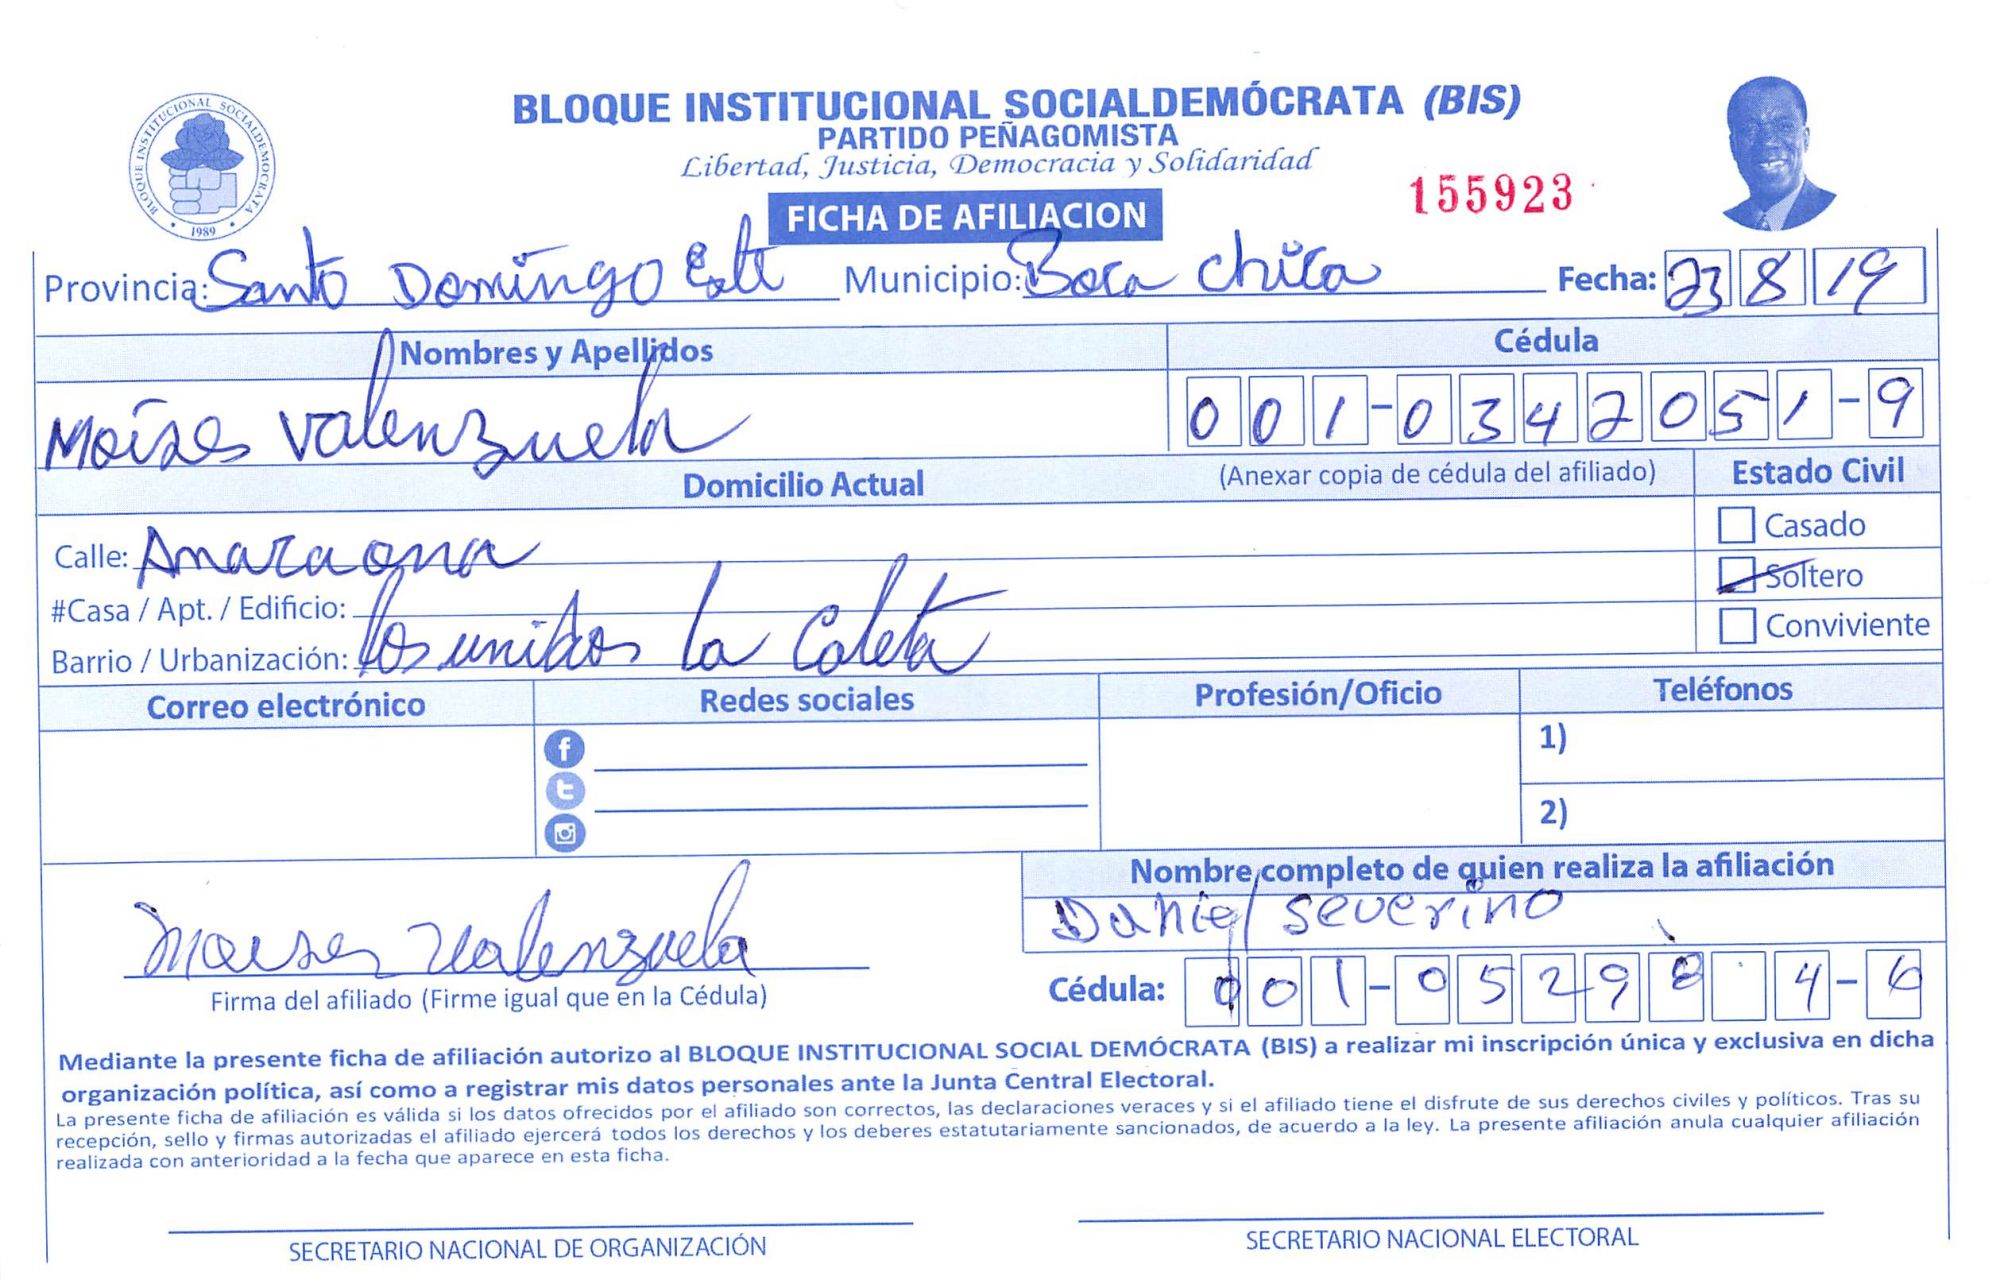 BLOQUE INSTITUCIONAL SOCIALDEMÓCRATA (BIS)
PARTIDO PEÑAGOMISTA
Libertad, Justicia, Democracia y Solidaridad
155923
FICHA DE AFILIACION
BLOQUE INSTITUCIONAL SOCIALDEMOCRATA
1989
Provincia: Santo Domingo Este Municipio: Boca Chica Fecha: 23 8 19
Nombres y Apellidos Cédula
Moises Valenzuela 001-0342051-9
Domicilio Actual (Anexar copia de cédula del afiliado) Estado Civil
Casado
Calle: Anacaona
Soltero
#Casa / Apt. / Edificio:
Conviviente
Barrio / Urbanización: los unidos La Caleta
Correo electrónico Redes sociales Profesión/Oficio Teléfonos
1)
2)
Nombre completo de quien realiza la afiliación
Daniel Severino
Moises Valenzuela
Firma del afiliado (Firme igual que en la Cédula)
Cédula: 001-05298 4-6
Mediante la presente ficha de afiliación autorizo al BLOQUE INSTITUCIONAL SOCIAL DEMÓCRATA (BIS) a realizar mi inscripción única y exclusiva en dicha
organización política, así como a registrar mis datos personales ante la Junta Central Electoral.
La presente ficha de afiliación es válida si los datos ofrecidos por el afiliado son correctos, las declaraciones veraces y si el afiliado tiene el disfrute de sus derechos civiles y políticos. Tras su
recepción, sello y firmas autorizadas el afiliado ejercerá todos los derechos y los deberes estatutariamente sancionados, de acuerdo a la ley. La presente afiliación anula cualquier afiliación
realizada con anterioridad a la fecha que aparece en esta ficha.
SECRETARIO NACIONAL DE ORGANIZACIÓN SECRETARIO NACIONAL ELECTORAL